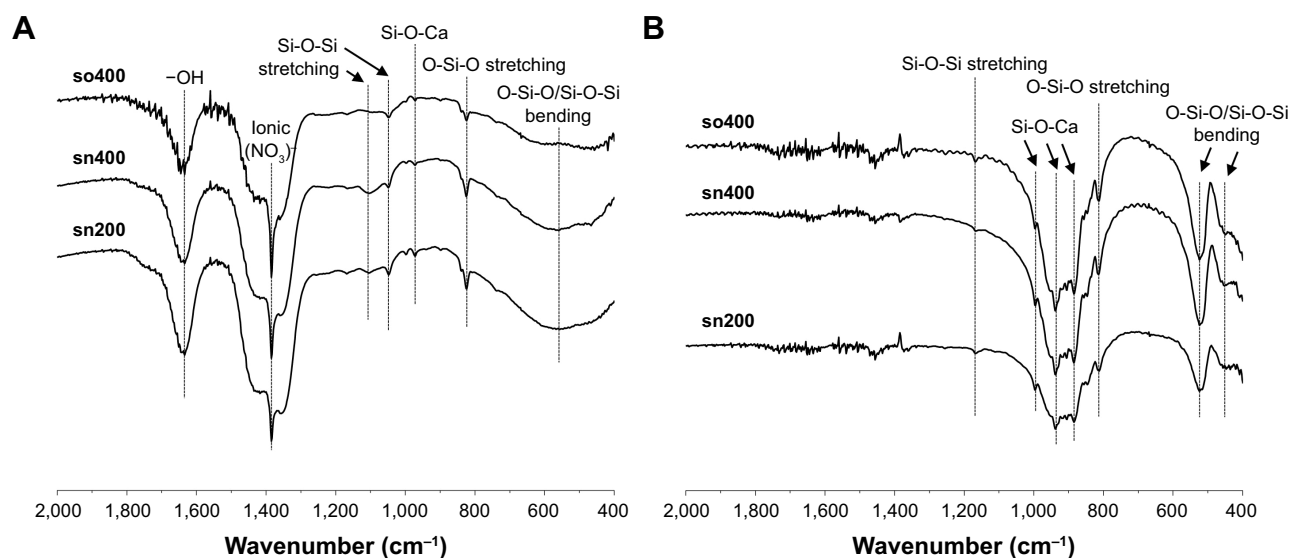 A
Si-O-Si
stretching
Si-O-Ca
O-Si-O stretching
O-Si-O/Si-O-Si
bending
−OH
Ionic
(NO3)−
so400
sn400
sn200
2,000 1,800 1,600 1,400 1,200 1,000 800 600 400
Wavenumber (cm−1)
B
Si-O-Si stretching
O-Si-O stretching
O-Si-O/Si-O-Si
bending
Si-O-Ca
so400
sn400
sn200
2,000 1,800 1,600 1,400 1,200 1,000 800 600 400
Wavenumber (cm−1)